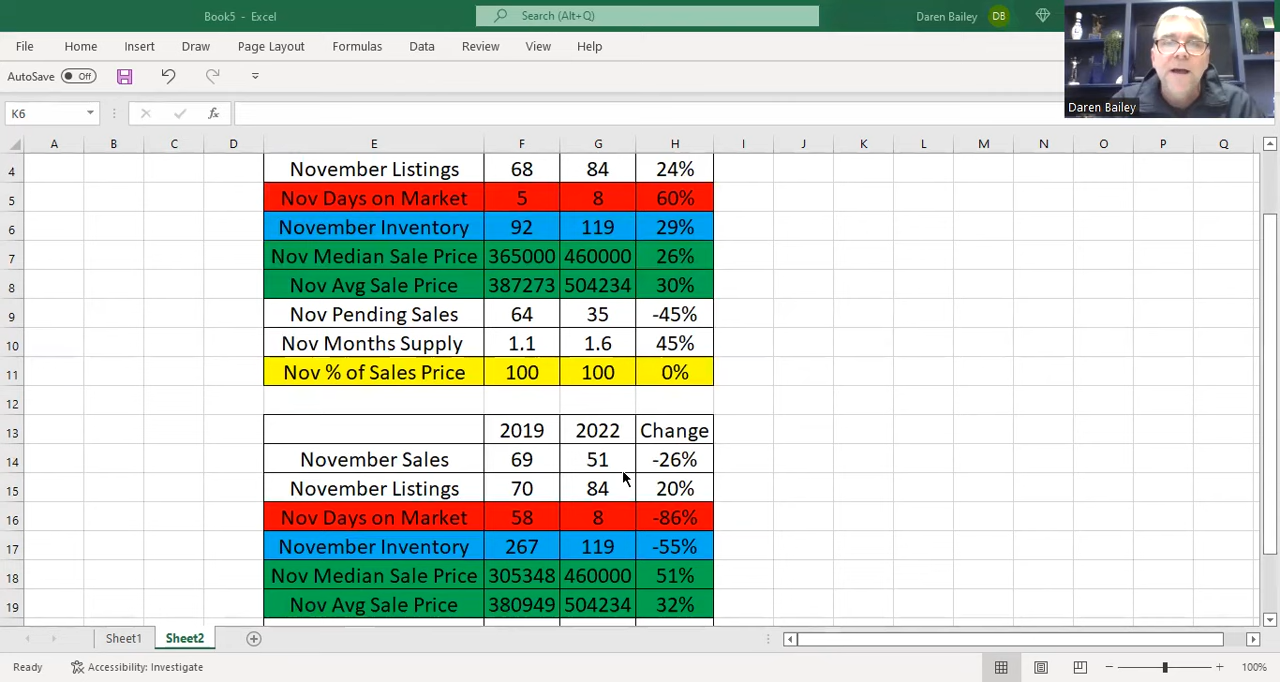 Book5 - Excel
Search (Alt+Q)
Daren Bailey DB
File Home Insert Draw Page Layout Formulas Data Review View Help
AutoSave Off
Daren Bailey
K6 fx
A B C D E F G H I J K L M N O P Q
4 November Listings 68 84 24%
5 Nov Days on Market 5 8 60%
6 November Inventory 92 119 29%
7 Nov Median Sale Price 365000 460000 26%
8 Nov Avg Sale Price 387273 504234 30%
9 Nov Pending Sales 64 35 -45%
10 Nov Months Supply 1.1 1.6 45%
11 Nov % of Sales Price 100 100 0%
12
13 2019 2022 Change
14 November Sales 69 51 -26%
15 November Listings 70 84 20%
16 Nov Days on Market 58 8 -86%
17 November Inventory 267 119 -55%
18 Nov Median Sale Price 305348 460000 51%
19 Nov Avg Sale Price 380949 504234 32%
Sheet1 Sheet2
Ready Accessibility: Investigate 100%